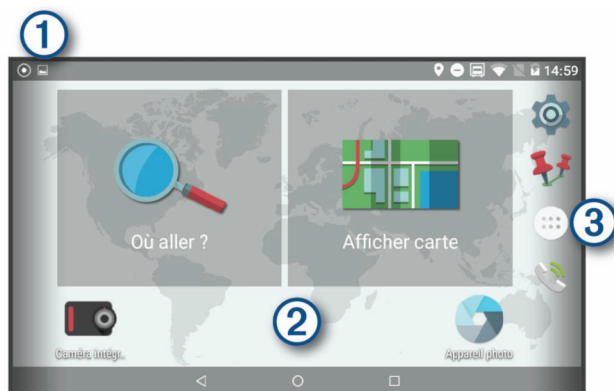 1
14:59
Où aller ?
Afficher carte
3
2
Caméra intégr..
Appareil photo